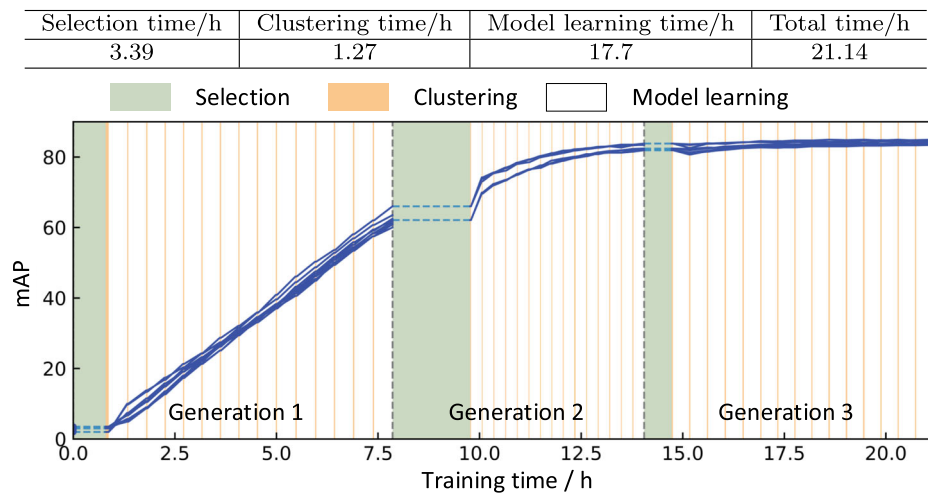 Selection time/h Clustering time/h Model learning time/h Total time/h
3.39 1.27 17.7 21.14
Selection Clustering Model learning
80
60
40
20
0
mAP
Generation 1 Generation 2 Generation 3
0.0 2.5 5.0 7.5 10.0 12.5 15.0 17.5 20.0
Training time / h